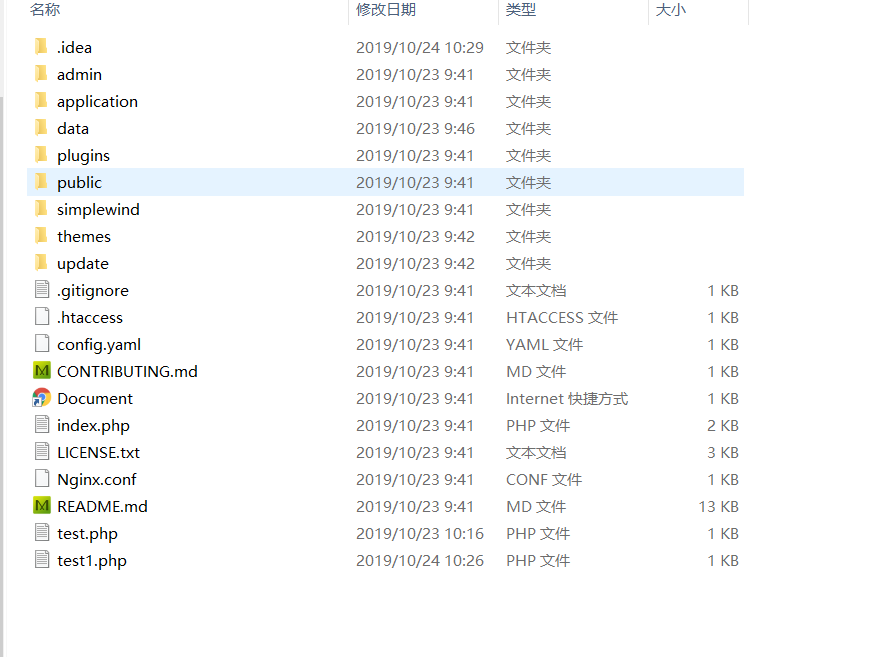 名称 修改日期 类型 大小
.idea 2019/10/24 10:29 文件夹
admin 2019/10/23 9:41 文件夹
application 2019/10/23 9:41 文件夹
data 2019/10/23 9:46 文件夹
plugins 2019/10/23 9:41 文件夹
public 2019/10/23 9:41 文件夹
simplewind 2019/10/23 9:41 文件夹
themes 2019/10/23 9:42 文件夹
update 2019/10/23 9:42 文件夹
.gitignore 2019/10/23 9:41 文本文档 1 KB
.htaccess 2019/10/23 9:41 HTACCESS 文件 1 KB
config.yaml 2019/10/23 9:41 YAML 文件 1 KB
CONTRIBUTING.md 2019/10/23 9:41 MD 文件 1 KB
Document 2019/10/23 9:41 Internet 快捷方式 1 KB
index.php 2019/10/23 9:41 PHP 文件 2 KB
LICENSE.txt 2019/10/23 9:41 文本文档 3 KB
Nginx.conf 2019/10/23 9:41 CONF 文件 1 KB
README.md 2019/10/23 9:41 MD 文件 13 KB
test.php 2019/10/23 10:16 PHP 文件 1 KB
test1.php 2019/10/24 10:26 PHP 文件 1 KB